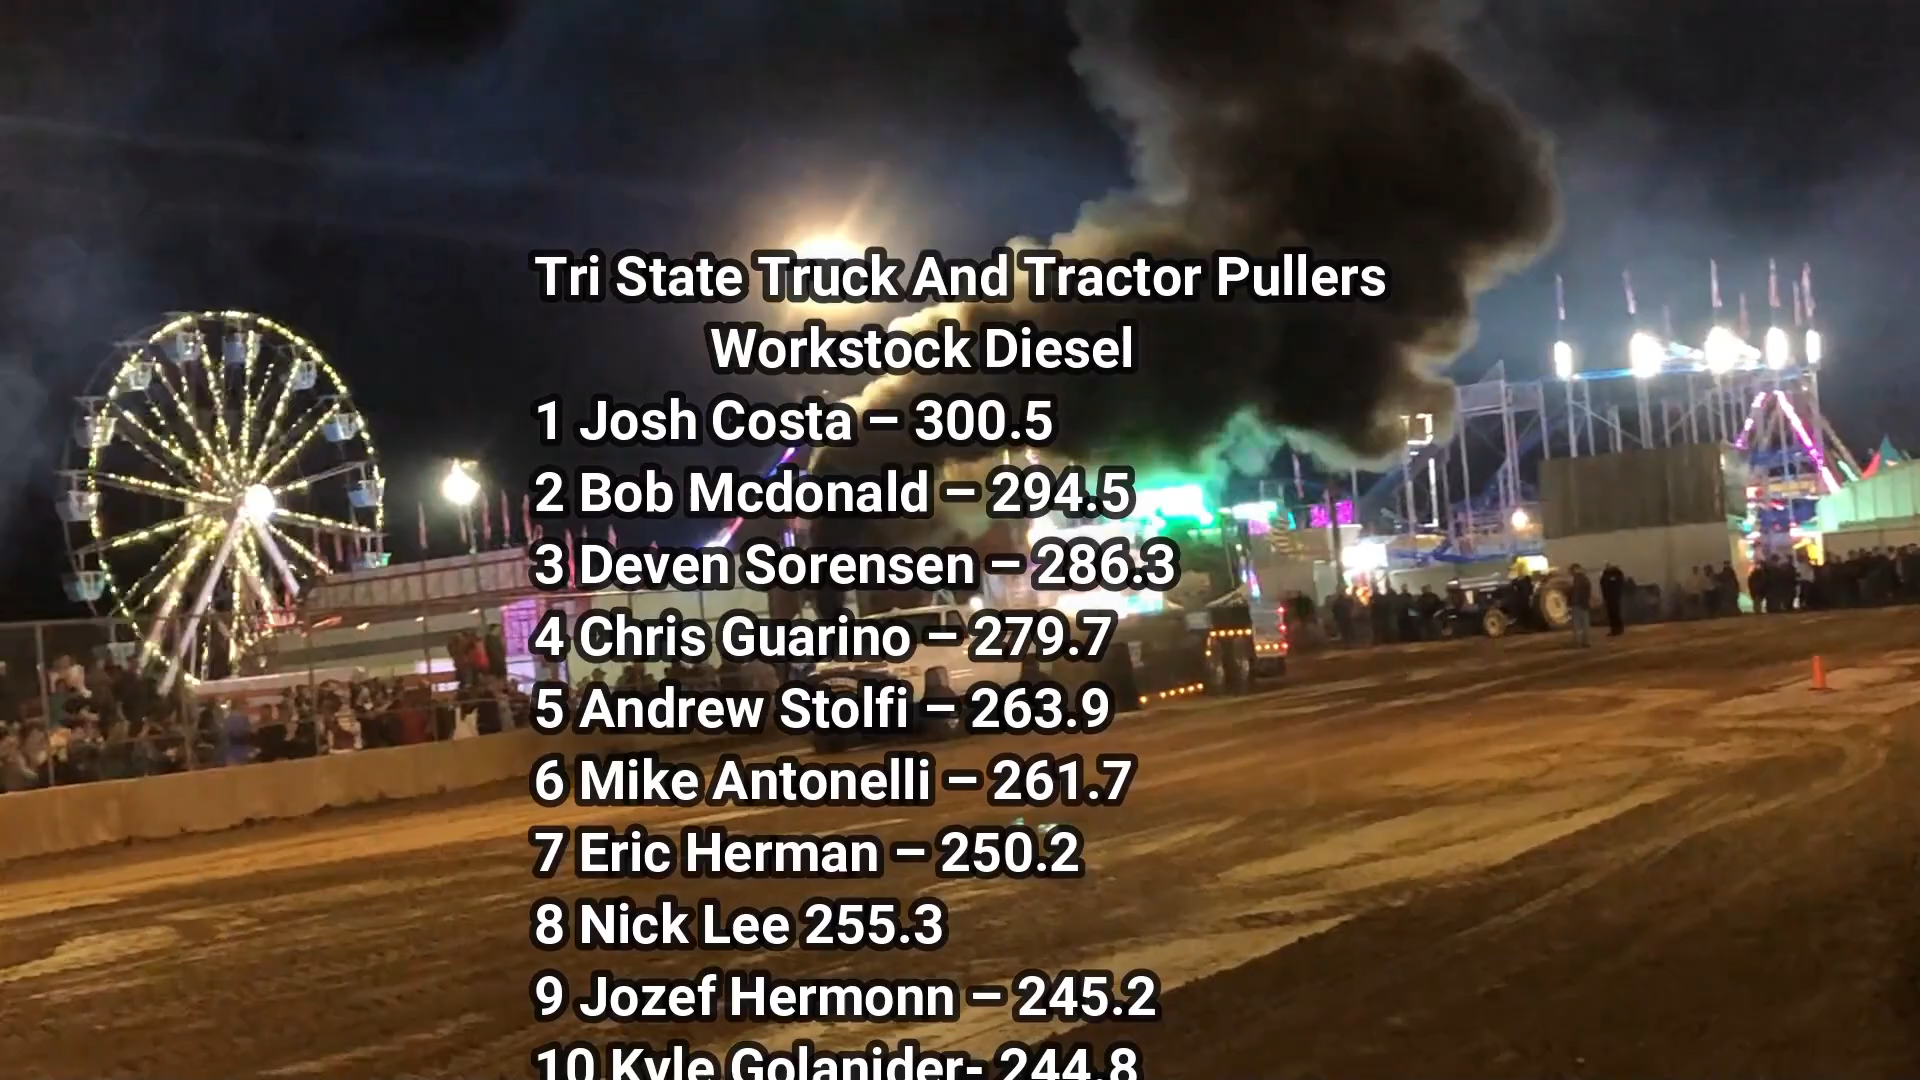 Tri State Truck And Tractor Pullers
Workstock Diesel
1 Josh Costa – 300.5
2 Bob Mcdonald – 294.5
3 Deven Sorensen – 286.3
4 Chris Guarino – 279.7
5 Andrew Stolfi – 263.9
6 Mike Antonelli – 261.7
7 Eric Herman – 250.2
8 Nick Lee 255.3
9 Jozef Hermonn – 245.2
10 Kyle Golanider- 244.8